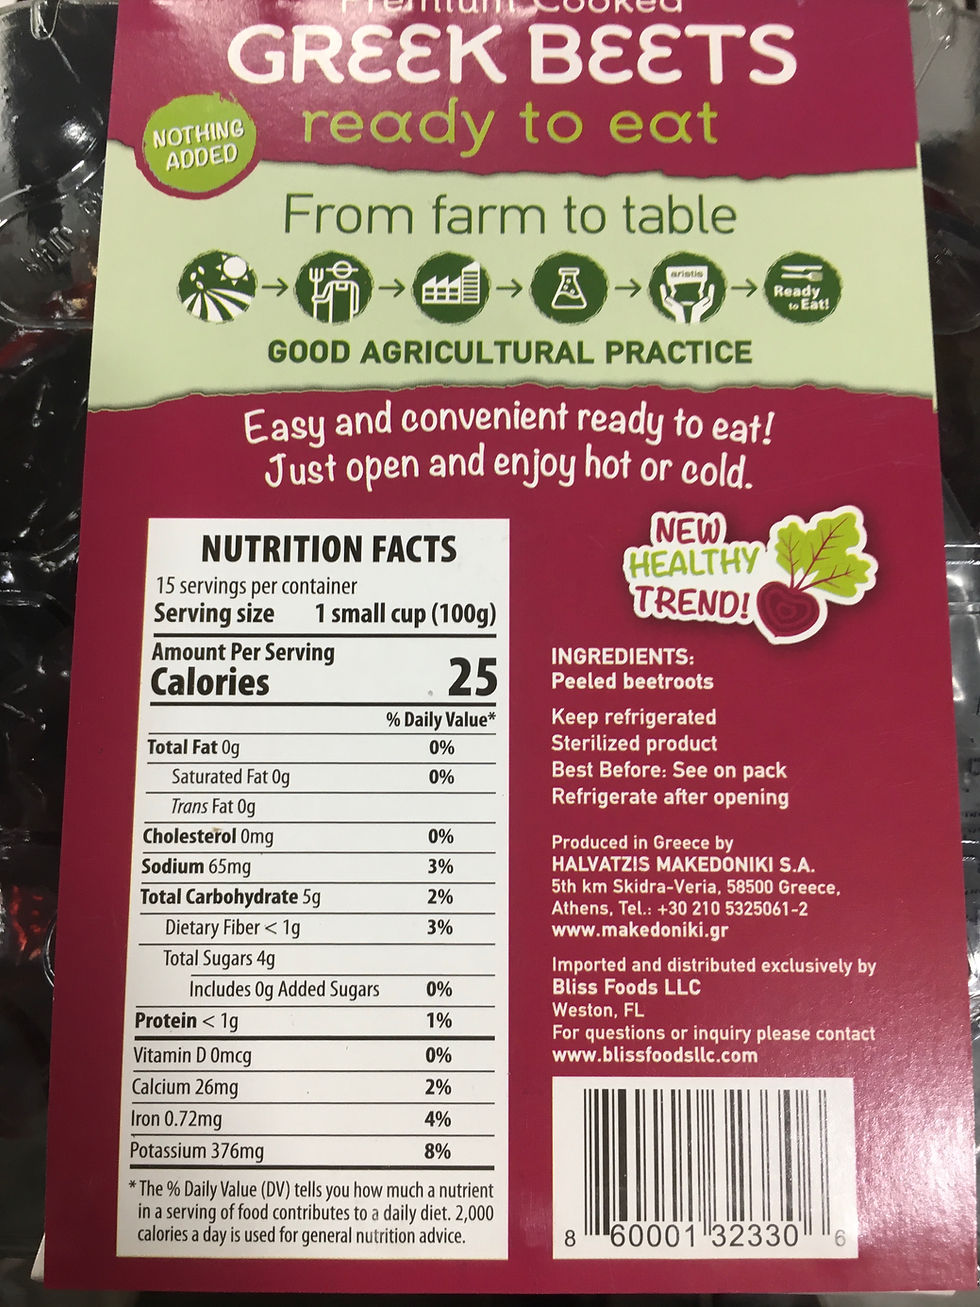 Premium Cooked
GREEK BEETS
ready to eat
NOTHING
ADDED
From farm to table
aristis
Ready
to Eat!
GOOD AGRICULTURAL PRACTICE
Easy and convenient ready to eat!
Just open and enjoy hot or cold.
NEW
HEALTHY
TREND!
NUTRITION FACTS
15 servings per container
Serving size 1 small cup (100g)
Amount Per Serving
Calories 25
% Daily Value*
Total Fat 0g 0%
Saturated Fat 0g 0%
Trans Fat 0g
Cholesterol 0mg 0%
Sodium 65mg 3%
Total Carbohydrate 5g 2%
Dietary Fiber < 1g 3%
Total Sugars 4g
Includes 0g Added Sugars 0%
Protein < 1g 1%
Vitamin D 0mcg 0%
Calcium 26mg 2%
Iron 0.72mg 4%
Potassium 376mg 8%
* The % Daily Value (DV) tells you how much a nutrient
in a serving of food contributes to a daily diet. 2,000
calories a day is used for general nutrition advice.
INGREDIENTS:
Peeled beetroots
Keep refrigerated
Sterilized product
Best Before: See on pack
Refrigerate after opening
Produced in Greece by
HALVATZIS MAKEDONIKI S.A.
5th km Skidra-Veria, 58500 Greece,
Athens, Tel.: +30 210 5325061-2
www.makedoniki.gr
Imported and distributed exclusively by
Bliss Foods LLC
Weston, FL
For questions or inquiry please contact
www.blissfoodsllc.com
8 60001 32330 6